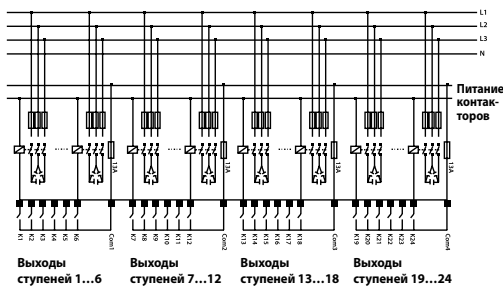 L1
L2
L3
N
Питание
контак-
торов
13A 13A 13A 13A
K1 K2 K3 K4 K5 K6 Com1 K7 K8 K9 K10 K11 K12 Com2 K13 K14 K15 K16 K17 K18 Com3 K19 K20 K21 K22 K23 K24 Com4
Выходы Выходы Выходы Выходы
ступеней 1...6 ступеней 7...12 ступеней 13...18 ступеней 19...24